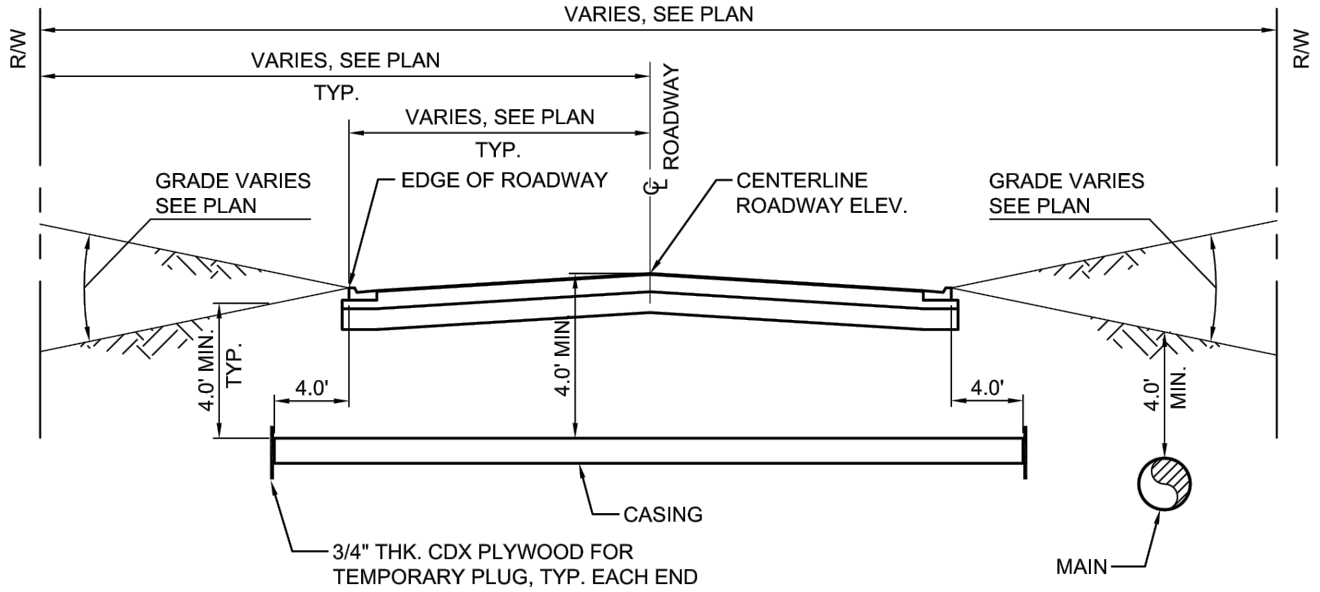 VARIES, SEE PLAN
R/W
R/W
VARIES, SEE PLAN
TYP.
VARIES, SEE PLAN
TYP.
CL ROADWAY
GRADE VARIES
SEE PLAN
EDGE OF ROADWAY
CENTERLINE
ROADWAY ELEV.
GRADE VARIES
SEE PLAN
4.0' MIN.
TYP.
4.0'
4.0' MIN.
4.0'
4.0'
MIN.
CASING
3/4" THK. CDX PLYWOOD FOR
TEMPORARY PLUG, TYP. EACH END
MAIN